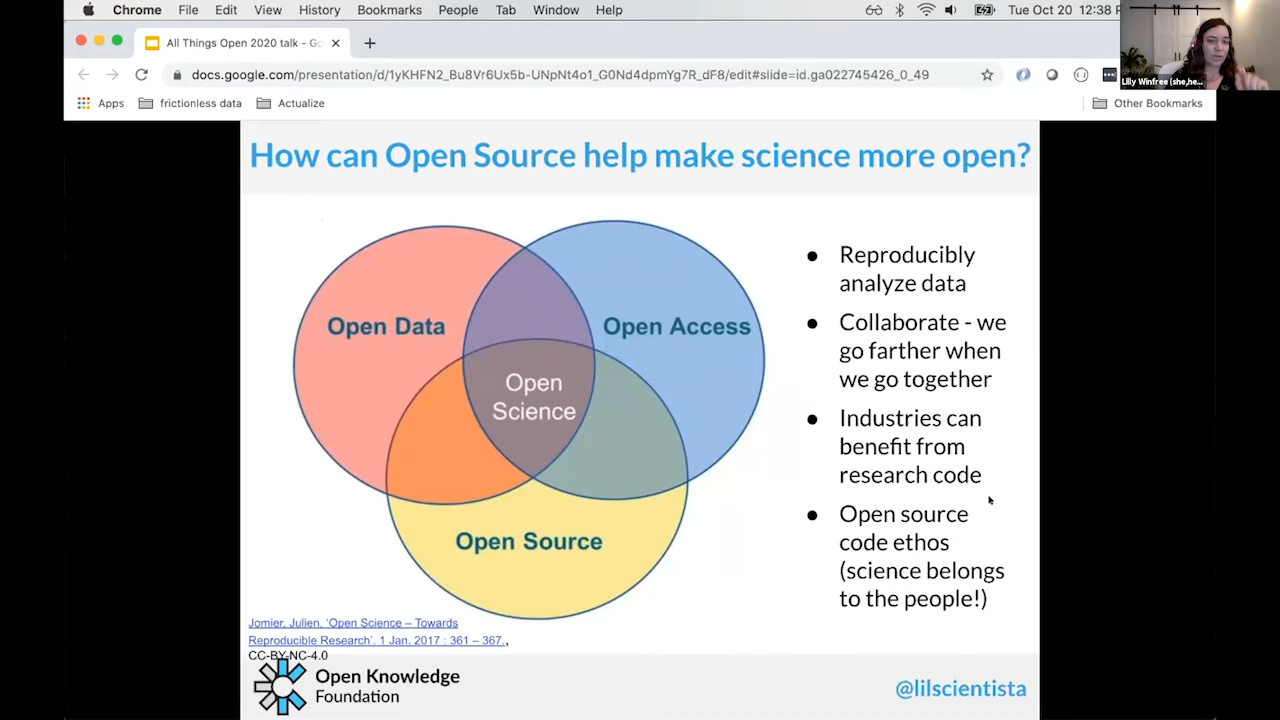 Chrome File Edit View History Bookmarks People Tab Window Help Tue Oct 20 12:38 P
All Things Open 2020 talk - Go
docs.google.com/presentation/d/1yKHFN2_Bu8Vr6Ux5b-UNpNt4o1_G0Nd4dpmYg7R_dF8/edit#slide=id.ga022745426_0_49
Lilly Winfree (she,he...
Apps frictionless data Actualize Other Bookmarks
How can Open Source help make science more open?
Open Data
Open Access
Open
Science
Open Source
● Reproducibly
analyze data
● Collaborate - we
go farther when
we go together
● Industries can
benefit from
research code
● Open source
code ethos
(science belongs
to the people!)
Jomier, Julien. ‘Open Science – Towards
Reproducible Research’. 1 Jan. 2017 : 361 – 367.,
CC-BY-NC-4.0
Open Knowledge
Foundation
@lilscientista